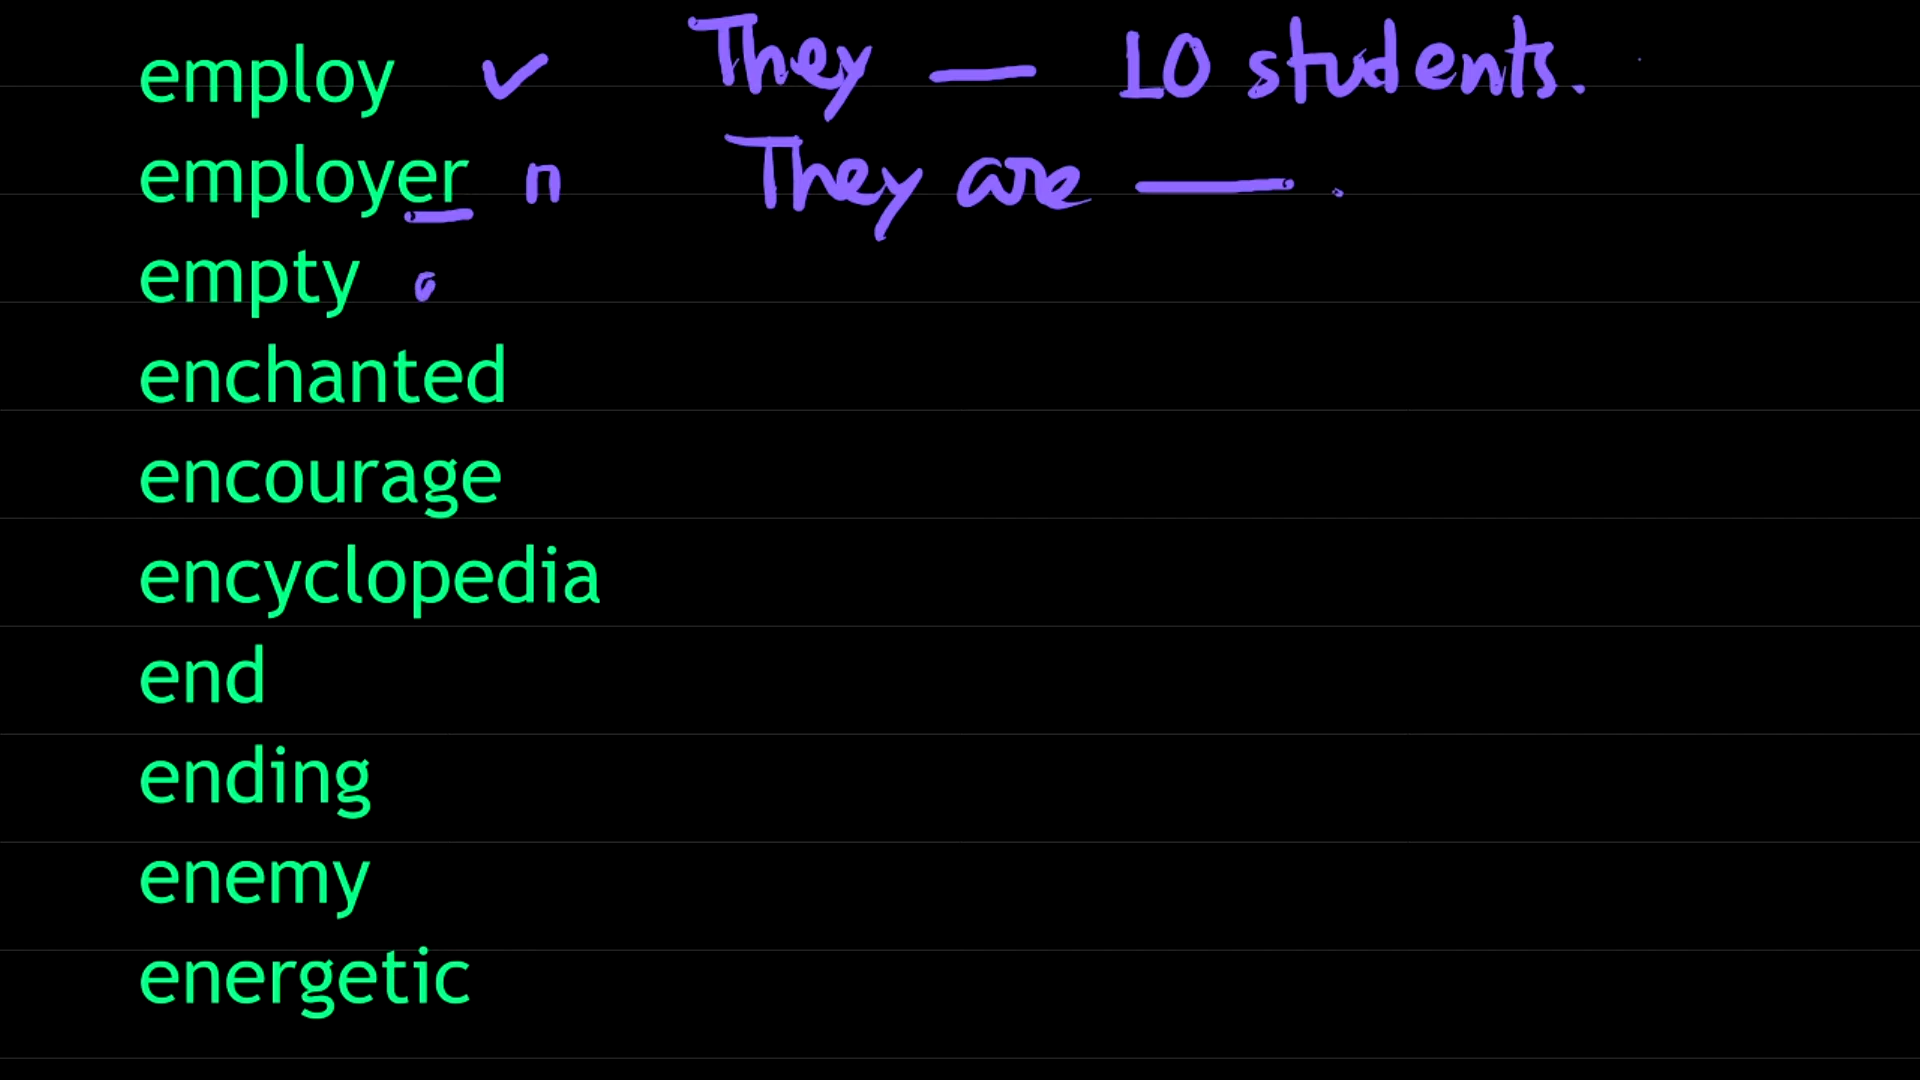 employ v They — 10 students.
employer n They are — .
empty
enchanted
encourage
encyclopedia
end
ending
enemy
energetic